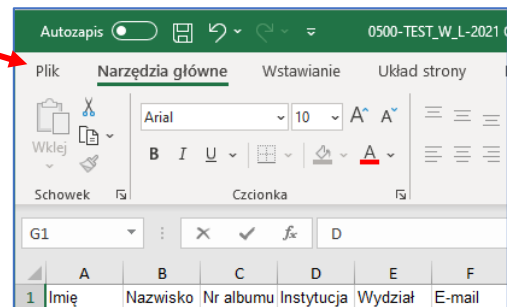 Autozapis 0500-TEST_W_L-2021
Plik Narzędzia główne Wstawianie Układ strony
Wklej Arial 10 A A
B I U A
Schowek Czcionka
G1 fx D
A B C D E F
1 Imię Nazwisko Nr albumu Instytucja Wydział E-mail